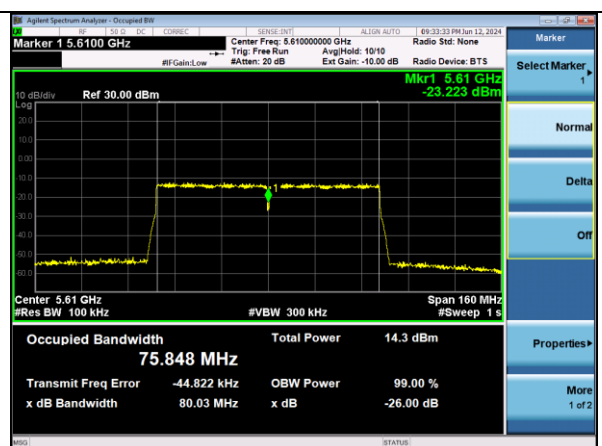 Agilent Spectrum Analyzer - Occupied BW
RF 50 Ω DC CORREC SENSE:INT ALIGN AUTO 09:33:33 PM Jun 12, 2024
Marker 1 5.6100 GHz Center Freq: 5.610000000 GHz Radio Std: None Marker
Trig: Free Run Avg|Hold: 10/10
#IFGain:Low #Atten: 20 dB Ext Gain: -10.00 dB Radio Device: BTS
Select Marker
1
Mkr1 5.61 GHz
10 dB/div Ref 30.00 dBm -23.223 dBm
Log
20.0
10.0
Normal
0.00
-10.0
1
Delta
-20.0
-30.0
-40.0
Off
-50.0
-60.0
Center 5.61 GHz Span 160 MHz
#Res BW 100 kHz #VBW 300 kHz #Sweep 1 s
Occupied Bandwidth Total Power 14.3 dBm
Properties
75.848 MHz
Transmit Freq Error -44.822 kHz OBW Power 99.00 %
x dB Bandwidth 80.03 MHz x dB -26.00 dB
More
1 of 2
MSG STATUS